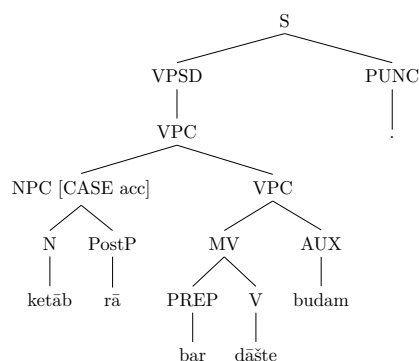 S
VPSD PUNC
VPC .
NPC [CASE acc] VPC
N PostP MV AUX
ketāb rā PREP V budam
bar dāšte